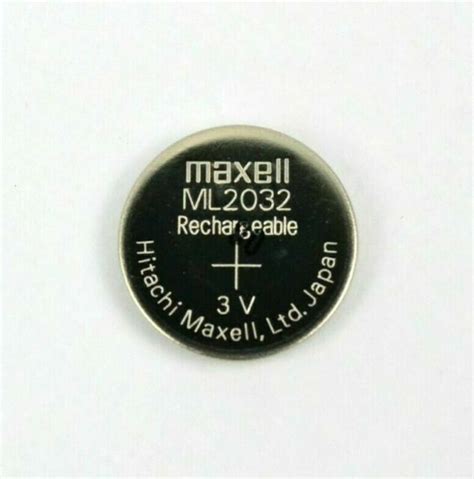 maxell
ML2032
Rechargeable
+
3 V
Hitachi Maxell, Ltd. Japan